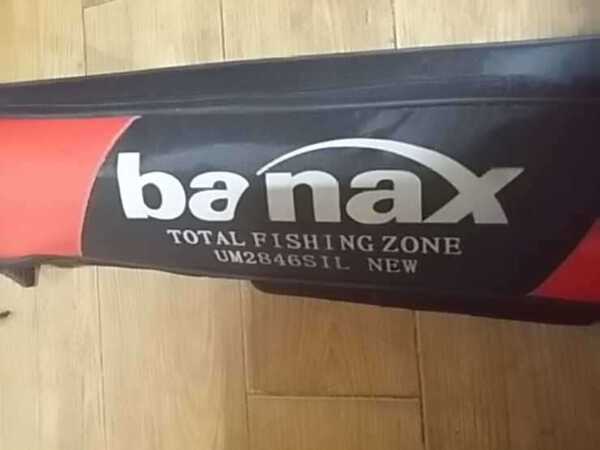 banax
TOTAL FISHING ZONE
UM2846SIL NEW